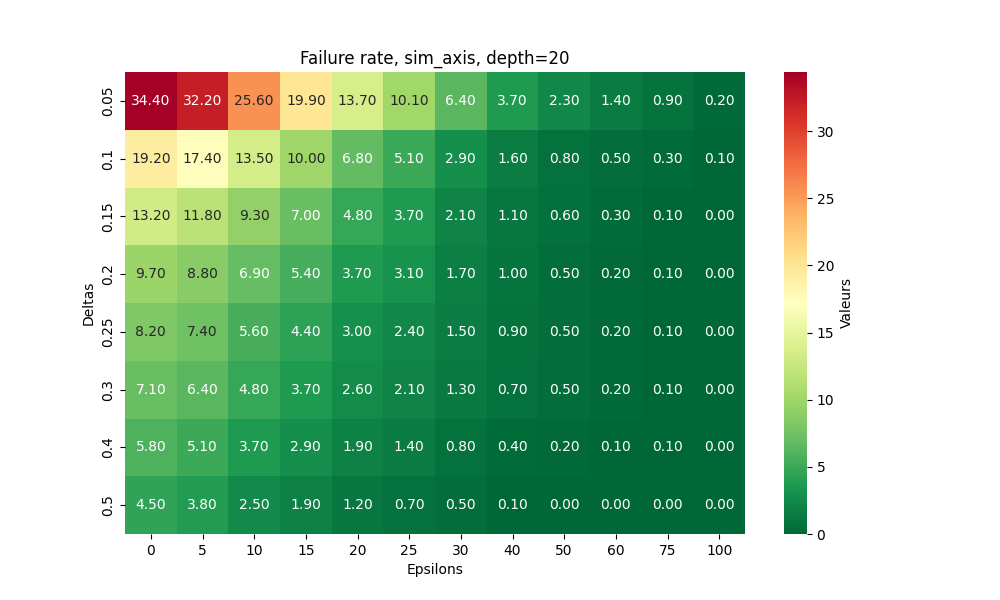 Failure rate, sim_axis, depth=20
0.05 34.40 32.20 25.60 19.90 13.70 10.10 6.40 3.70 2.30 1.40 0.90 0.20
0.1 19.20 17.40 13.50 10.00 6.80 5.10 2.90 1.60 0.80 0.50 0.30 0.10
0.15 13.20 11.80 9.30 7.00 4.80 3.70 2.10 1.10 0.60 0.30 0.10 0.00
0.2 9.70 8.80 6.90 5.40 3.70 3.10 1.70 1.00 0.50 0.20 0.10 0.00
0.25 8.20 7.40 5.60 4.40 3.00 2.40 1.50 0.90 0.50 0.20 0.10 0.00
0.3 7.10 6.40 4.80 3.70 2.60 2.10 1.30 0.70 0.50 0.20 0.10 0.00
0.4 5.80 5.10 3.70 2.90 1.90 1.40 0.80 0.40 0.20 0.10 0.10 0.00
0.5 4.50 3.80 2.50 1.90 1.20 0.70 0.50 0.10 0.00 0.00 0.00 0.00
0 5 10 15 20 25 30 40 50 60 75 100
Epsilons
Deltas
30
25
20
15
10
5
0
Valeurs